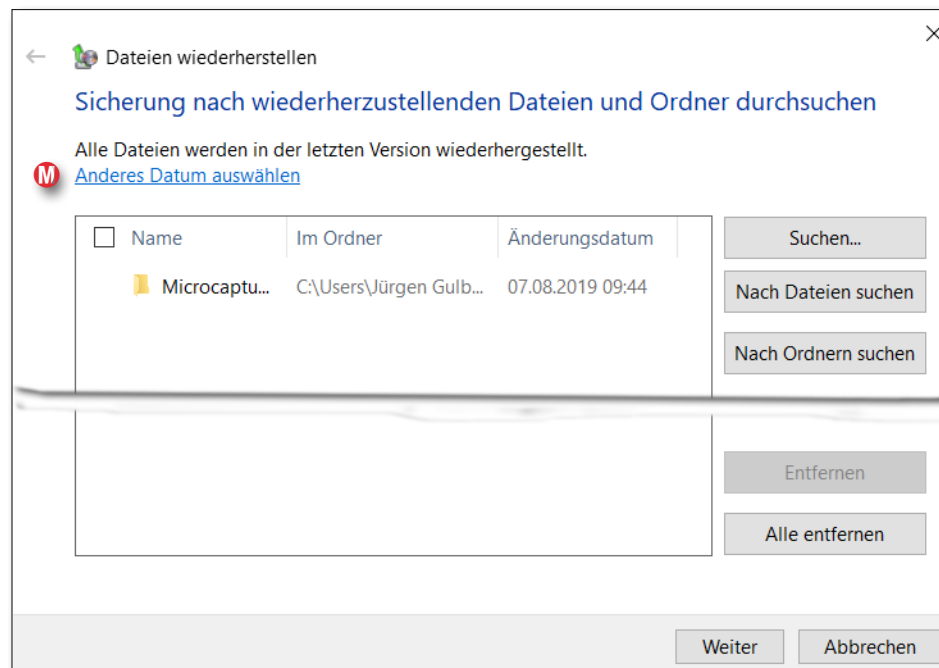 Dateien wiederherstellen
Sicherung nach wiederherzustellenden Dateien und Ordner durchsuchen
Alle Dateien werden in der letzten Version wiederhergestellt.
M Anderes Datum auswählen
Name Im Ordner Änderungsdatum Suchen...
Microcaptu... C:\Users\Jürgen Gulb... 07.08.2019 09:44 Nach Dateien suchen
Nach Ordnern suchen
Entfernen
Alle entfernen
Weiter Abbrechen